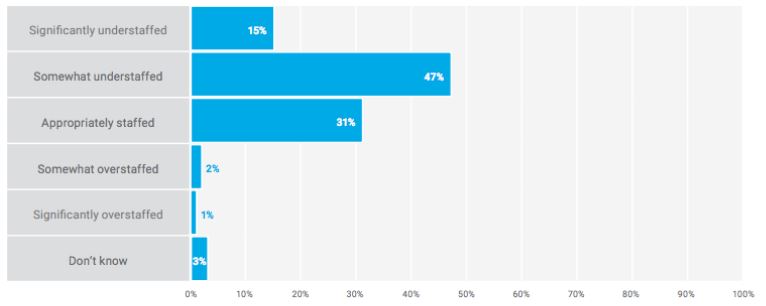 Significantly understaffed 15%
Somewhat understaffed 47%
Appropriately staffed 31%
Somewhat overstaffed 2%
Significantly overstaffed 1%
Don't know 3%
0% 10% 20% 30% 40% 50% 60% 70% 80% 90% 100%